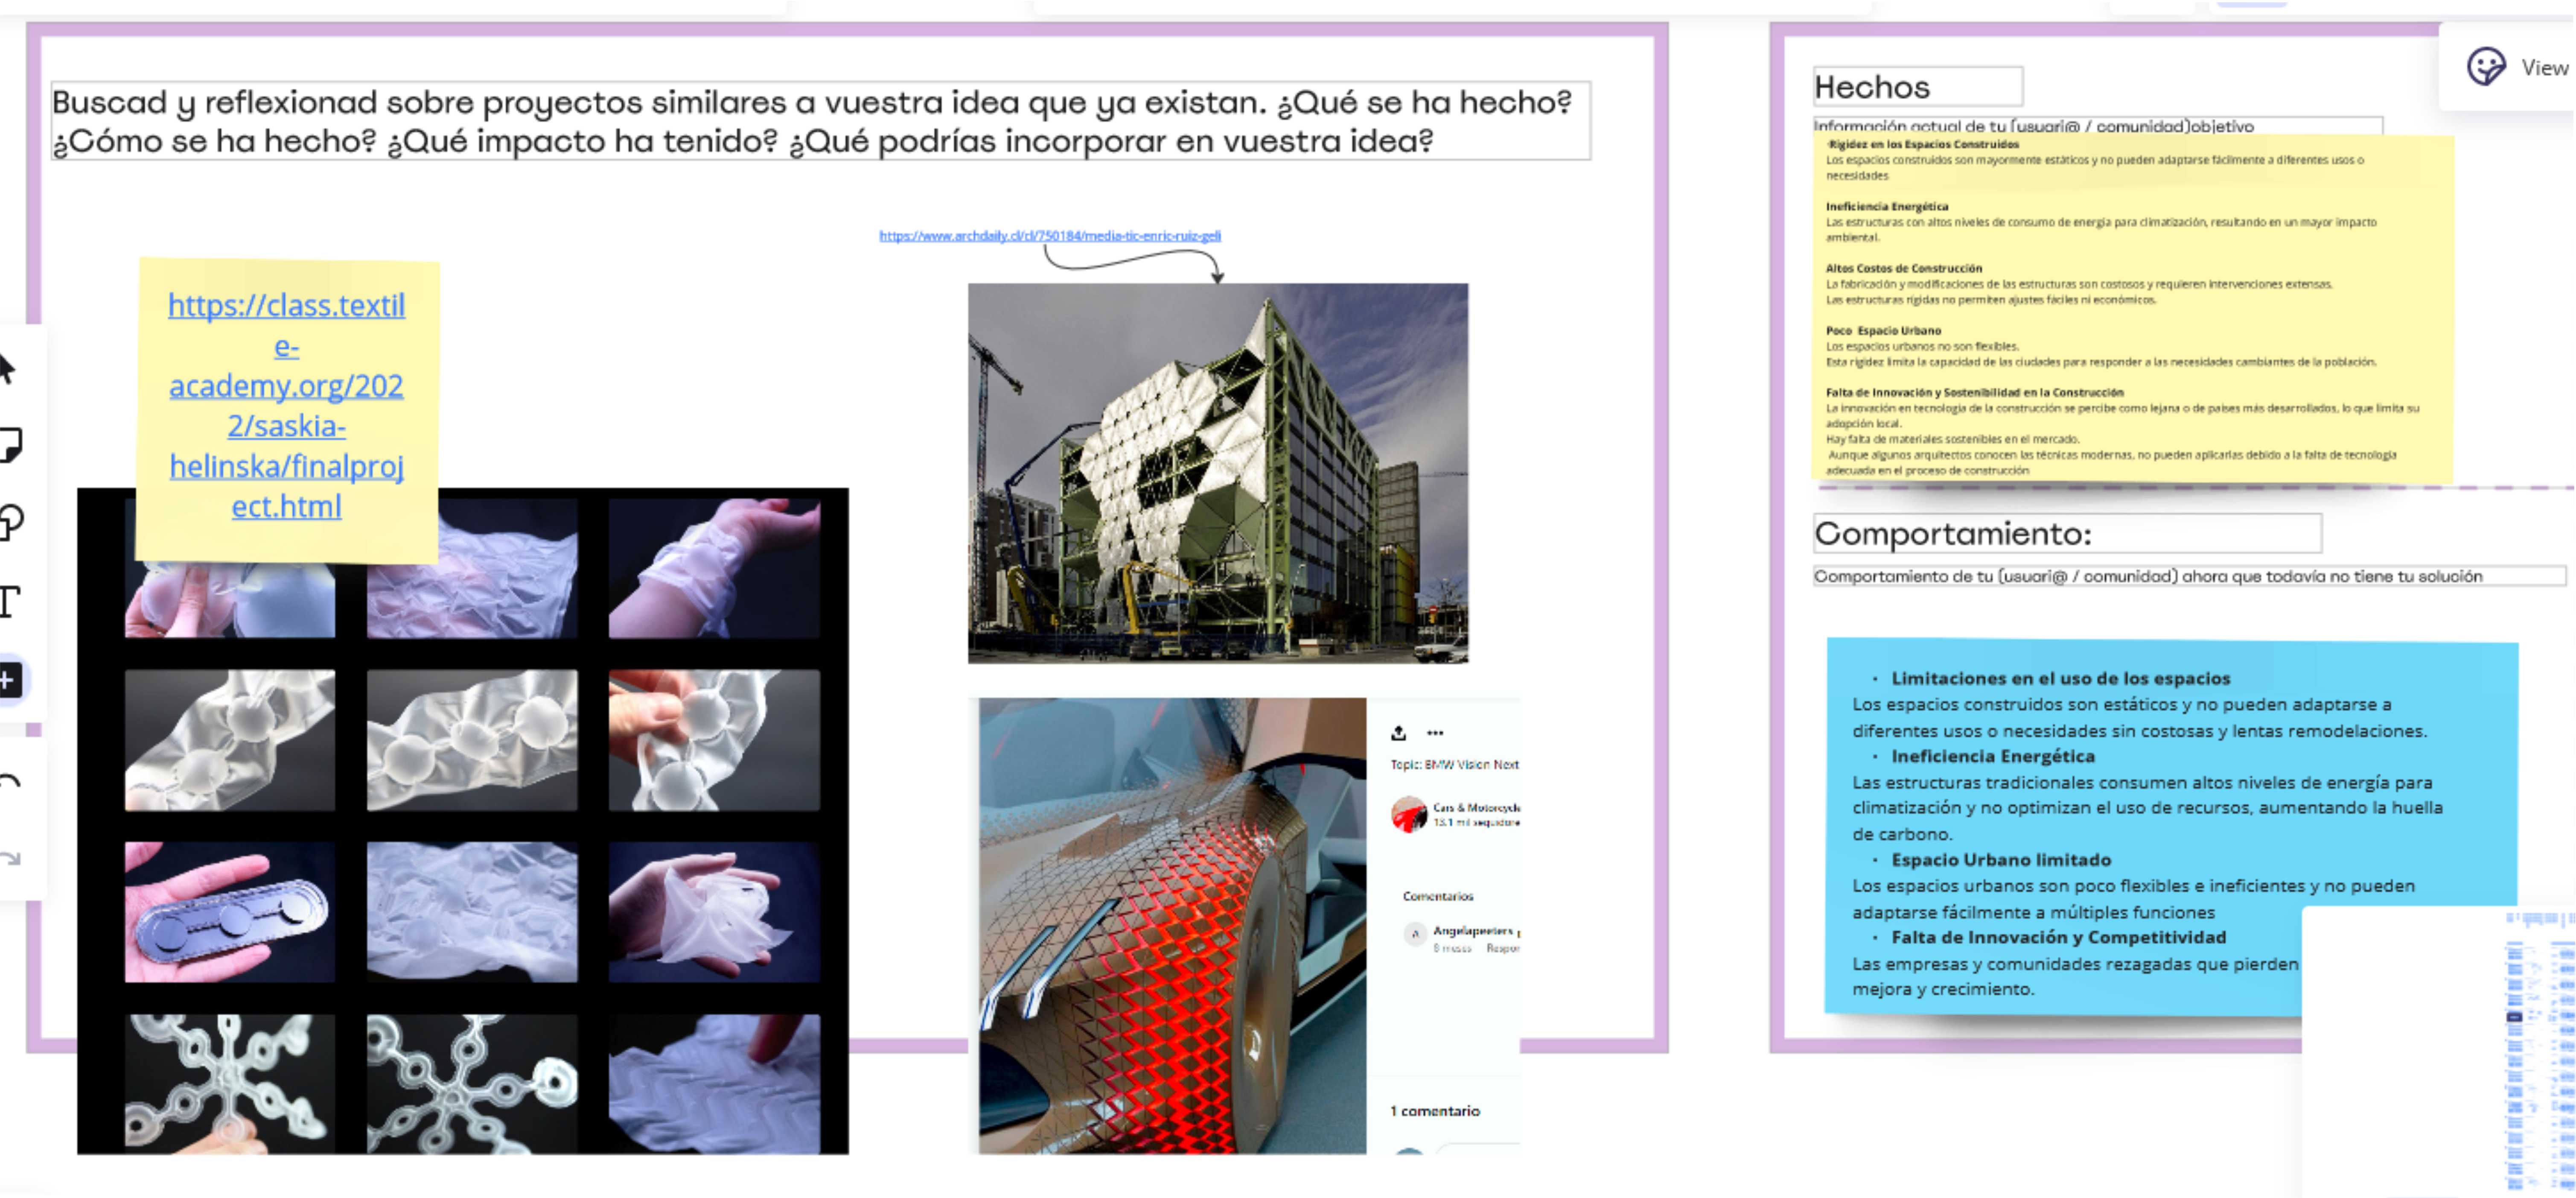 Buscad y reflexionad sobre proyectos similares a vuestra idea que ya existan. ¿Qué se ha hecho?
¿Cómo se ha hecho? ¿Qué impacto ha tenido? ¿Qué podrías incorporar en vuestra idea?
https://www.archdaily.cl/cl/750184/media-tic-enric-ruiz-geli
https://class.textil
e-
academy.org/202
2/saskia-
helinska/finalproj
ect.html
Topic: BMW Vision Next
Cars & Motorcycle
13.1 mil seguidore
Comentarios
A
Angelapeeters
8 meses Respon
1 comentario
View
Hechos
Información actual de tu (usuari@ / comunidad)objetivo
·Rigidez en los Espacios Construidos
Los espacios construidos son mayormente estáticos y no pueden adaptarse fácilmente a diferentes usos o
necesidades
Ineficiencia Energética
Las estructuras con altos niveles de consumo de energía para climatización, resultando en un mayor impacto
ambiental.
Altos Costos de Construcción
La fabricación y modificaciones de las estructuras son costosos y requieren intervenciones extensas.
Las estructuras rígidas no permiten ajustes fáciles ni económicos.
Poco Espacio Urbano
Los espacios urbanos no son flexibles.
Esta rigidez limita la capacidad de las ciudades para responder a las necesidades cambiantes de la población.
Falta de Innovación y Sostenibilidad en la Construcción
La innovación en tecnología de la construcción se percibe como lejana o de países más desarrollados, lo que limita su
adopción local.
Hay falta de materiales sostenibles en el mercado.
Aunque algunos arquitectos conocen las técnicas modernas, no pueden aplicarlas debido a la falta de tecnología
adecuada en el proceso de construcción
Comportamiento:
Comportamiento de tu (usuari@ / comunidad) ahora que todavía no tiene tu solución
• Limitaciones en el uso de los espacios
Los espacios construidos son estáticos y no pueden adaptarse a
diferentes usos o necesidades sin costosas y lentas remodelaciones.
• Ineficiencia Energética
Las estructuras tradicionales consumen altos niveles de energía para
climatización y no optimizan el uso de recursos, aumentando la huella
de carbono.
• Espacio Urbano limitado
Los espacios urbanos son poco flexibles e ineficientes y no pueden
adaptarse fácilmente a múltiples funciones
• Falta de Innovación y Competitividad
Las empresas y comunidades rezagadas que pierden
mejora y crecimiento.